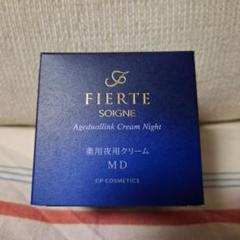 FIERTE
SOIGNE
Ageduallink Cream Night
薬用夜用クリーム
MD
CP COSMETICS